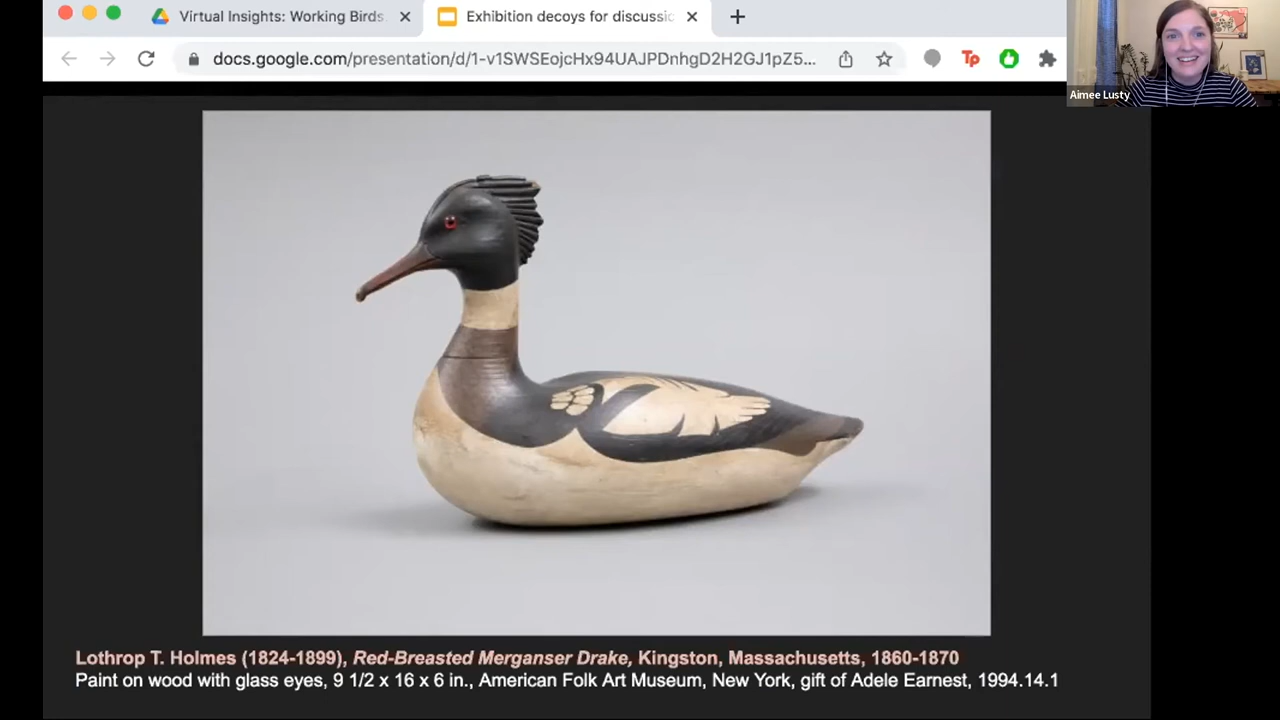 Virtual Insights: Working Birds
Exhibition decoys for discussic
docs.google.com/presentation/d/1-v1SWSEojcHx94UAJPDnhgD2H2GJ1pZ5...
Tp
Aimee Lusty
Lothrop T. Holmes (1824-1899), Red-Breasted Merganser Drake, Kingston, Massachusetts, 1860-1870
Paint on wood with glass eyes, 9 1/2 x 16 x 6 in., American Folk Art Museum, New York, gift of Adele Earnest, 1994.14.1